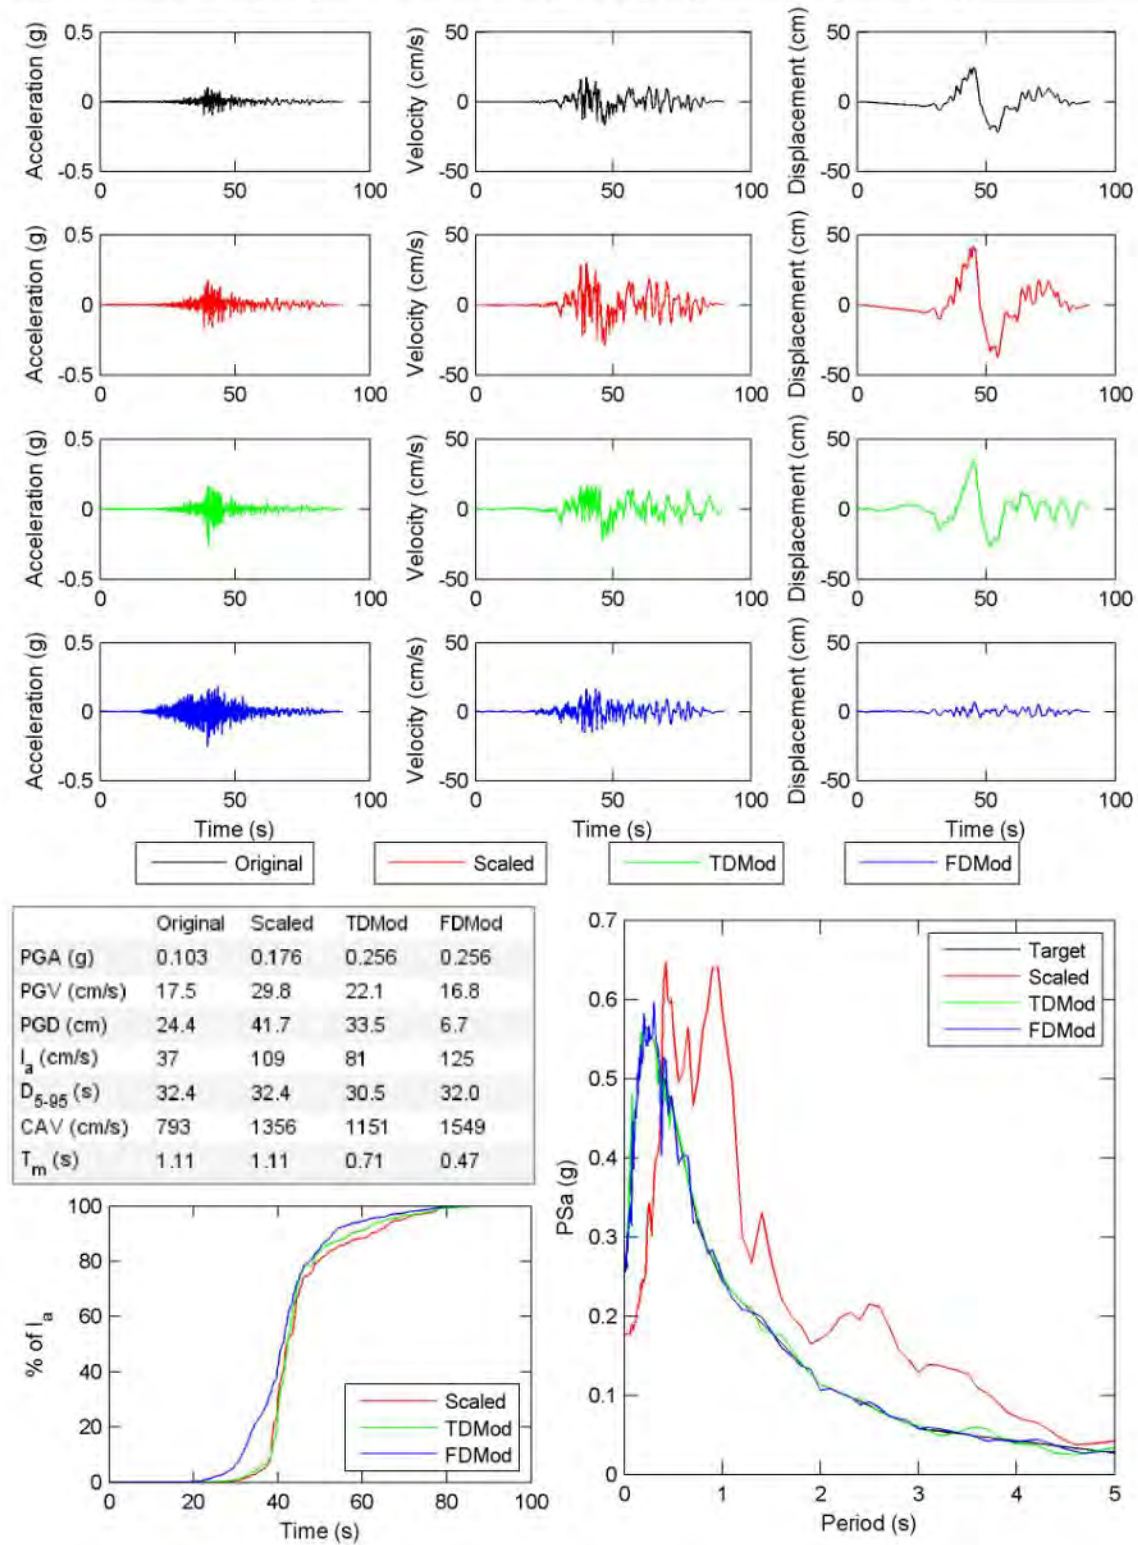 Acceleration (g)
0.5
0
-0.5
0
50
100
Velocity (cm/s)
50
0
-50
0
50
100
Displacement (cm)
50
0
-50
0
50
100
Acceleration (g)
0.5
0
-0.5
0
50
100
Velocity (cm/s)
50
0
-50
0
50
100
Displacement (cm)
50
0
-50
0
50
100
Acceleration (g)
0.5
0
-0.5
0
50
100
Velocity (cm/s)
50
0
-50
0
50
100
Displacement (cm)
50
0
-50
0
50
100
Acceleration (g)
0.5
0
-0.5
0
50
100
Time (s)
Velocity (cm/s)
50
0
-50
0
50
100
Time (s)
Displacement (cm)
50
0
-50
0
50
100
Time (s)
Original
Scaled
TDMod
FDMod
Original Scaled TDMod FDMod
PGA (g) 0.103 0.176 0.256 0.256
PGV (cm/s) 17.5 29.8 22.1 16.8
PGD (cm) 24.4 41.7 33.5 6.7
Ia (cm/s) 37 109 81 125
D5-95 (s) 32.4 32.4 30.5 32.0
CAV (cm/s) 793 1356 1151 1549
Tm (s) 1.11 1.11 0.71 0.47
% of Ia
100
80
60
40
20
0
0 20 40 60 80 100
Time (s)
Scaled
TDMod
FDMod
PSa (g)
0.7
0.6
0.5
0.4
0.3
0.2
0.1
0
0 1 2 3 4 5
Period (s)
Target
Scaled
TDMod
FDMod